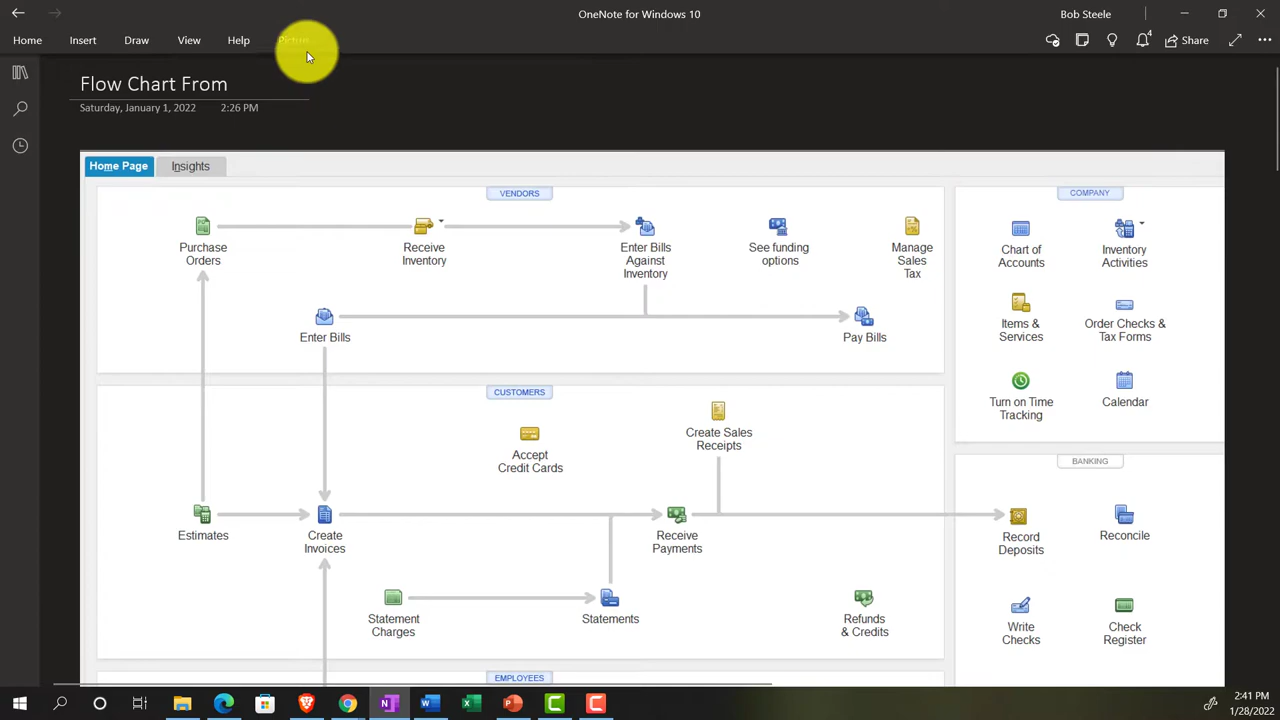 OneNote for Windows 10
Bob Steele
Home
Insert
Draw
View
Help
Picture
Share
Flow Chart From
Saturday, January 1, 2022
2:26 PM
Home Page
Insights
VENDORS
Purchase
Orders
Receive
Inventory
Enter Bills
Against
Inventory
See funding
options
Manage
Sales
Tax
Enter Bills
Pay Bills
CUSTOMERS
Accept
Credit Cards
Create Sales
Receipts
Estimates
Create
Invoices
Receive
Payments
Statement
Charges
Statements
Refunds
& Credits
EMPLOYEES
COMPANY
Chart of
Accounts
Inventory
Activities
Items &
Services
Order Checks &
Tax Forms
Turn on Time
Tracking
Calendar
BANKING
Record
Deposits
Reconcile
Write
Checks
Check
Register
2:41 PM
1/28/2022